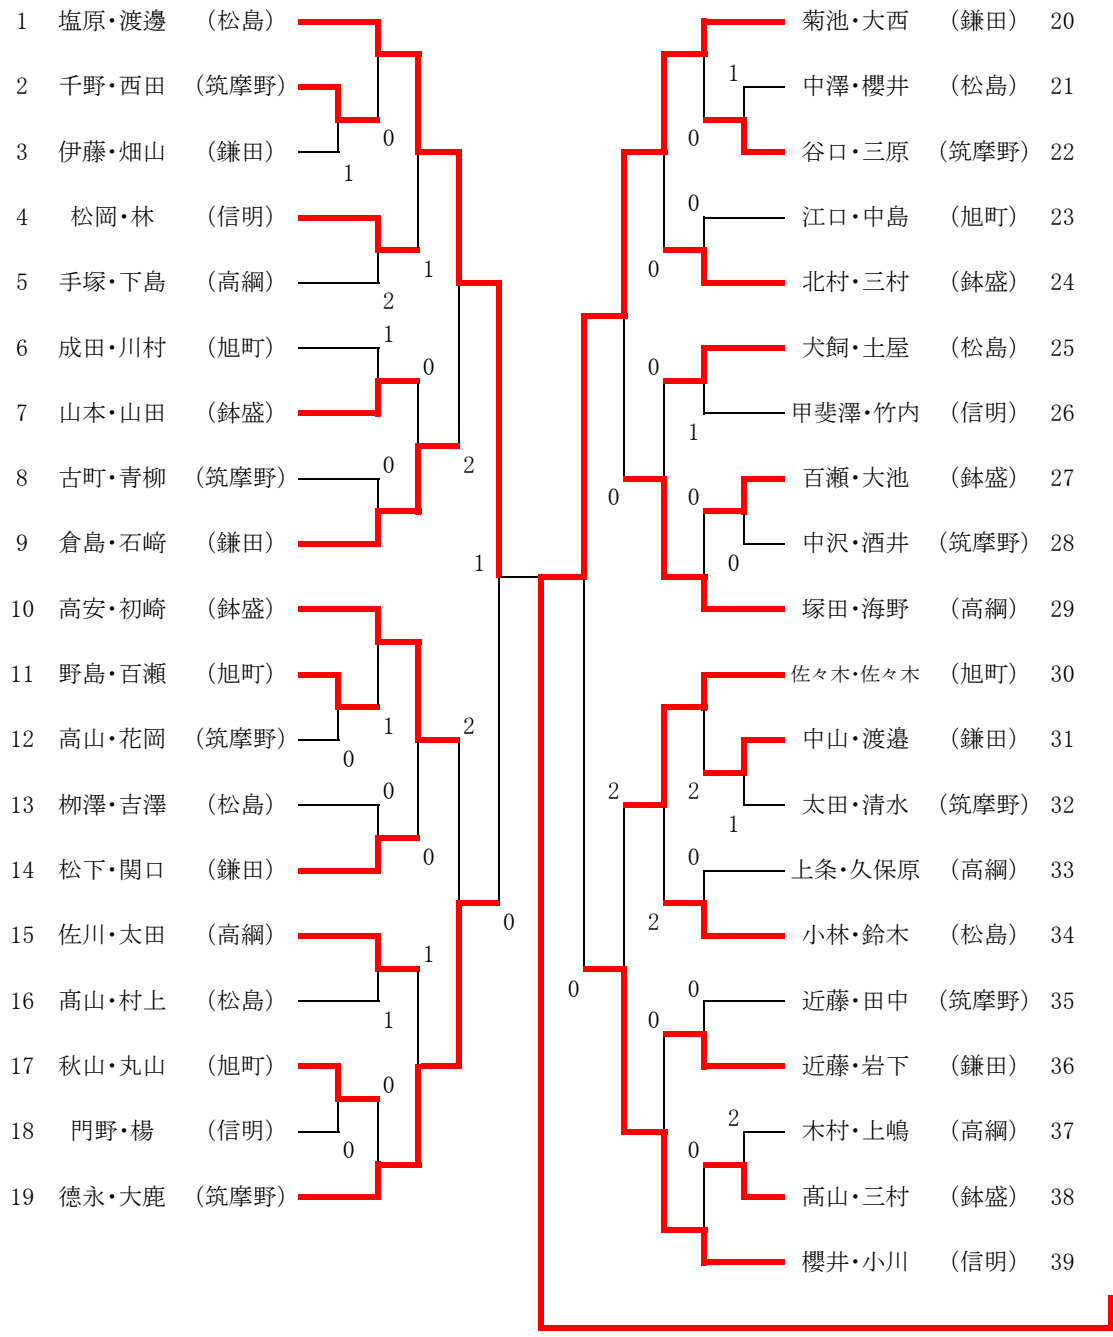 1 塩原・渡邊 （松島）
2 千野・西田 （筑摩野）
0
3 伊藤・畑山 （鎌田）
1
4 松岡・林 （信明）
1
5 手塚・下島 （高綱）
2
1
6 成田・川村 （旭町）
0
7 山本・山田 （鉢盛）
0
2
8 古町・青柳 （筑摩野）
9 倉島・石﨑 （鎌田）
1
10 高安・初崎 （鉢盛）
11 野島・百瀬 （旭町）
1
2
12 高山・花岡 （筑摩野）
0
0
13 栁澤・吉澤 （松島）
0
14 松下・関口 （鎌田）
0
15 佐川・太田 （高綱）
1
16 髙山・村上 （松島）
1
17 秋山・丸山 （旭町）
0
18 門野・楊 （信明）
0
19 德永・大鹿 （筑摩野）
菊池・大西 （鎌田） 20
1
中澤・櫻井 （松島） 21
0
谷口・三原 （筑摩野） 22
0
江口・中島 （旭町） 23
0
北村・三村 （鉢盛） 24
犬飼・土屋 （松島） 25
0
甲斐澤・竹内 （信明） 26
1
百瀬・大池 （鉢盛） 27
0
0
中沢・酒井 （筑摩野） 28
0
塚田・海野 （高綱） 29
佐々木・佐々木 （旭町） 30
中山・渡邉 （鎌田） 31
2
2
太田・清水 （筑摩野） 32
1
0
上条・久保原 （高綱） 33
2
小林・鈴木 （松島） 34
0
0
近藤・田中 （筑摩野） 35
0
近藤・岩下 （鎌田） 36
2
木村・上嶋 （高綱） 37
0
髙山・三村 （鉢盛） 38
櫻井・小川 （信明） 39